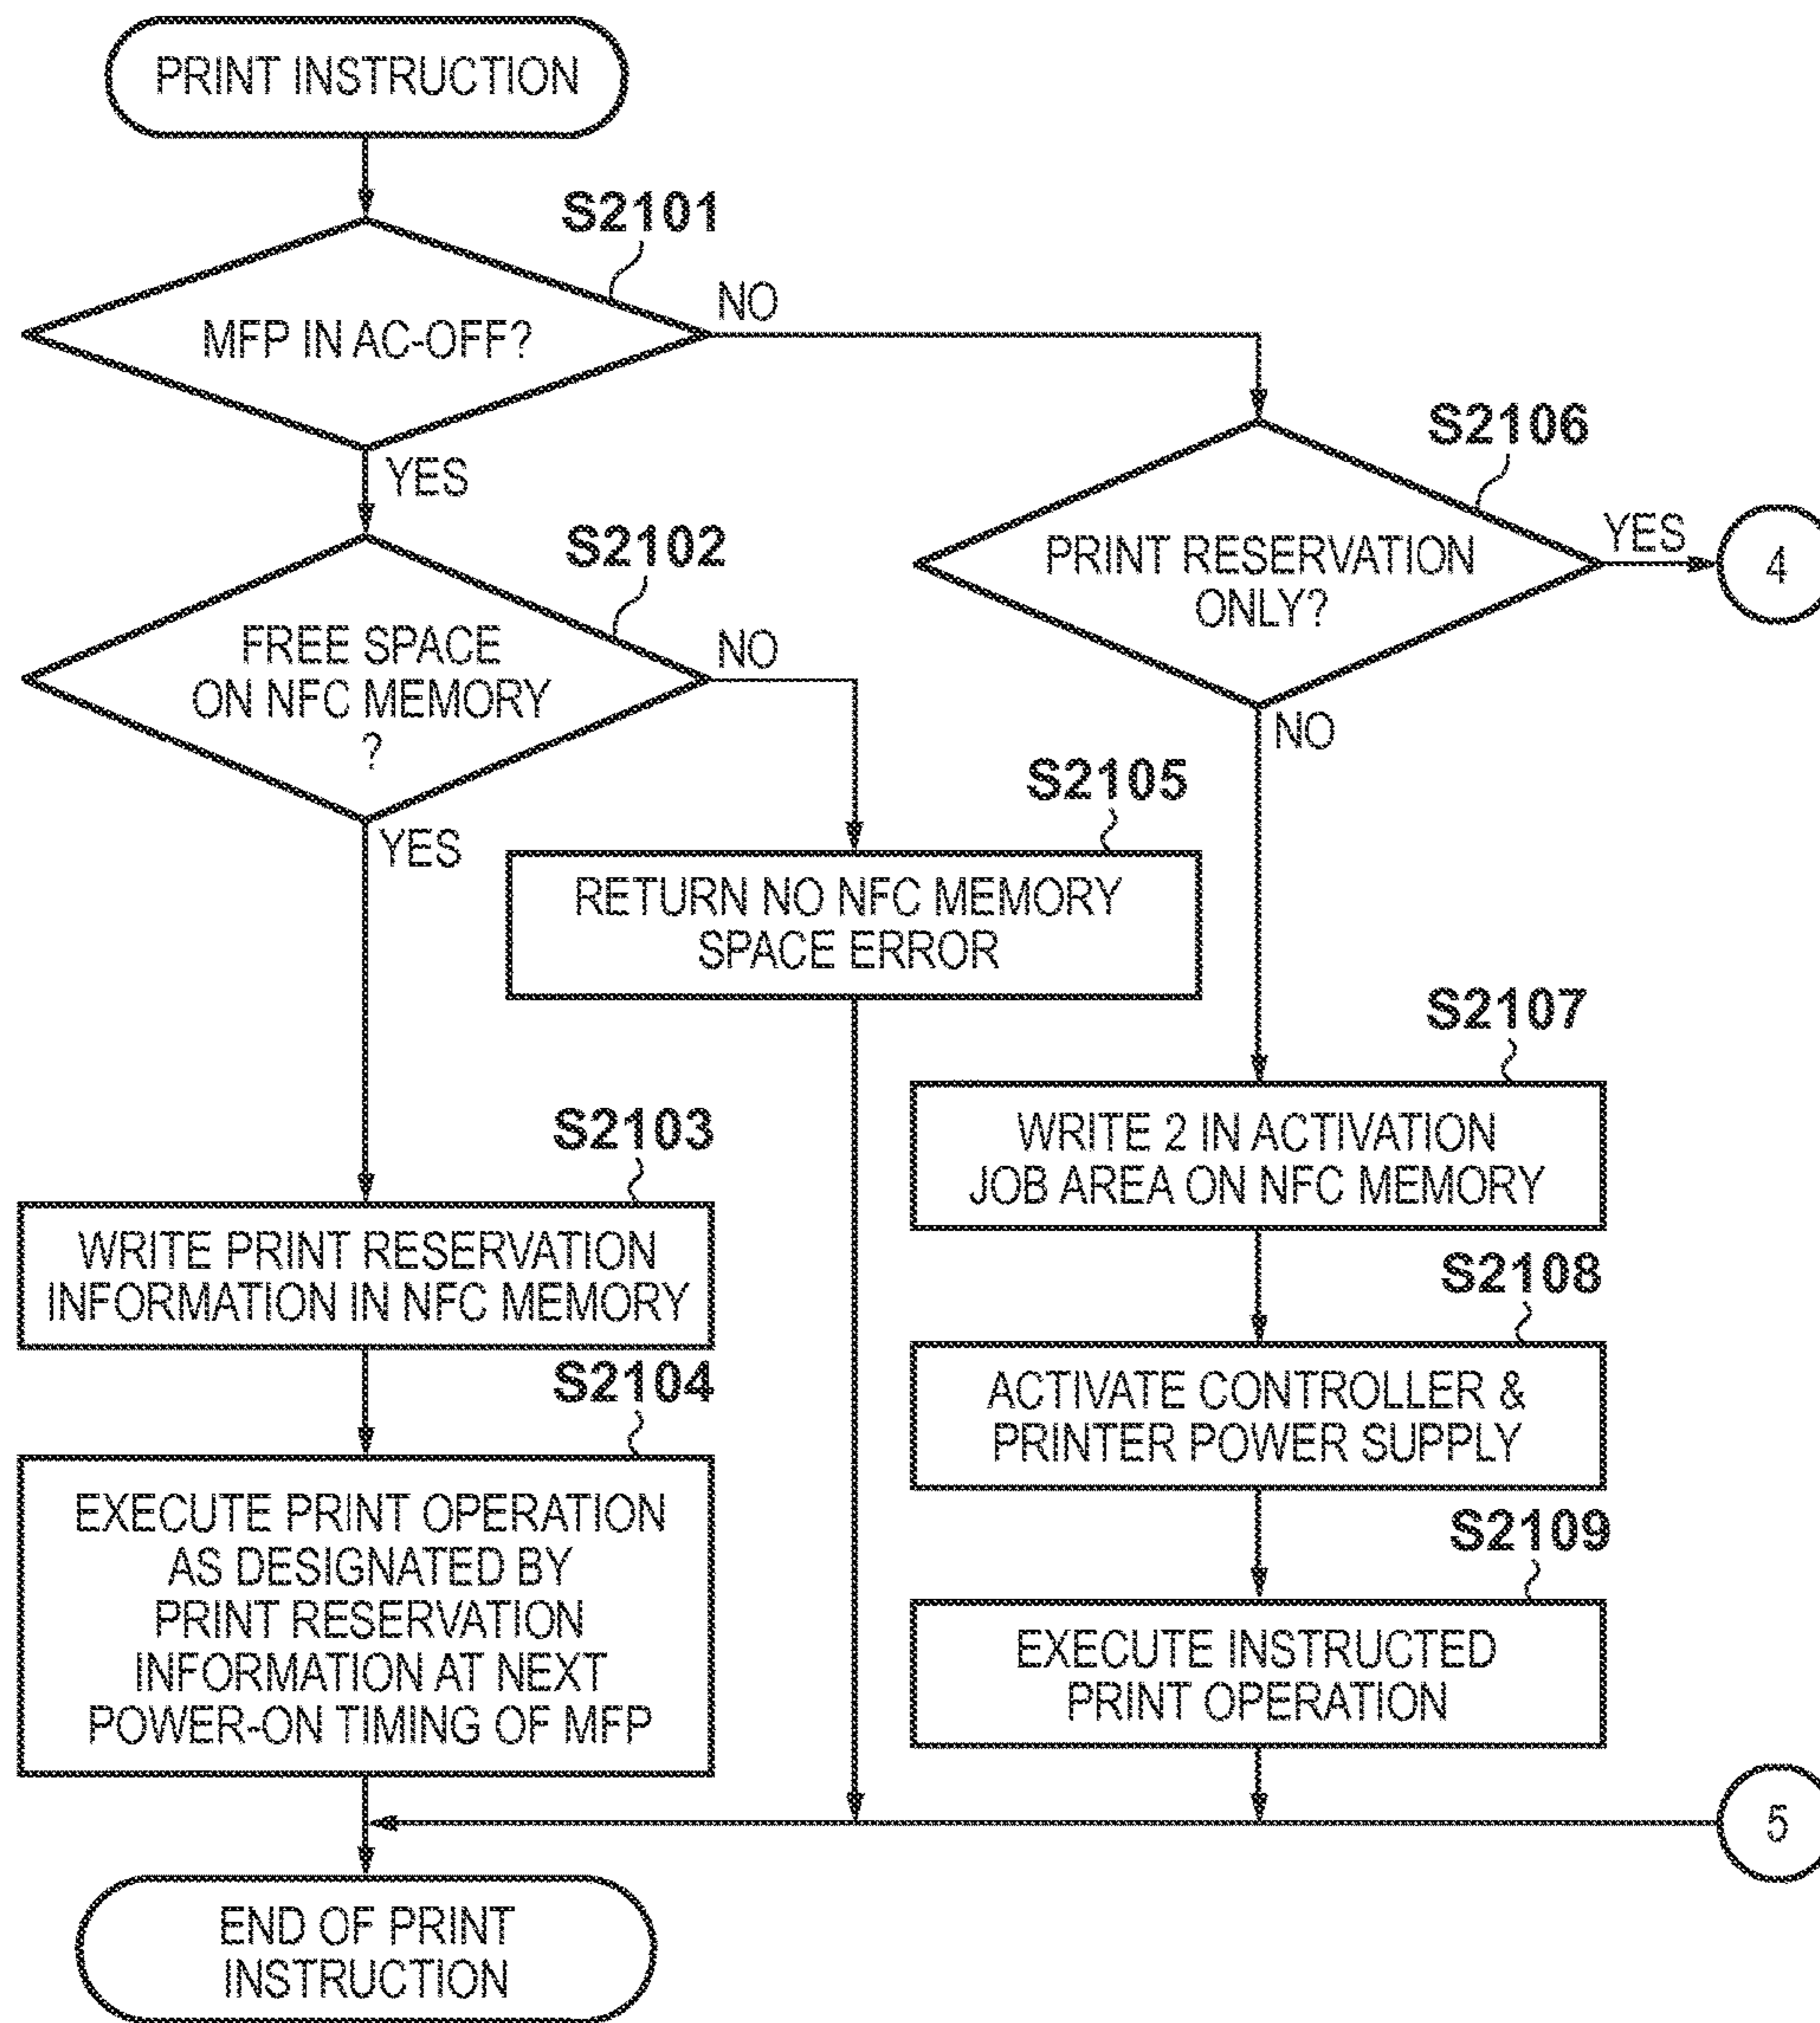 PRINT INSTRUCTION
S2101
MFP IN AC-OFF?
NO
YES
S2106
PRINT RESERVATION
ONLY?
YES
4
NO
S2102
FREE SPACE
ON NFC MEMORY
?
NO
YES
S2105
RETURN NO NFC MEMORY
SPACE ERROR
S2107
WRITE 2 IN ACTIVATION
JOB AREA ON NFC MEMORY
S2103
WRITE PRINT RESERVATION
INFORMATION IN NFC MEMORY
S2108
ACTIVATE CONTROLLER &
PRINTER POWER SUPPLY
S2104
EXECUTE PRINT OPERATION
AS DESIGNATED BY
PRINT RESERVATION
INFORMATION AT NEXT
POWER-ON TIMING OF MFP
S2109
EXECUTE INSTRUCTED
PRINT OPERATION
5
END OF PRINT
INSTRUCTION